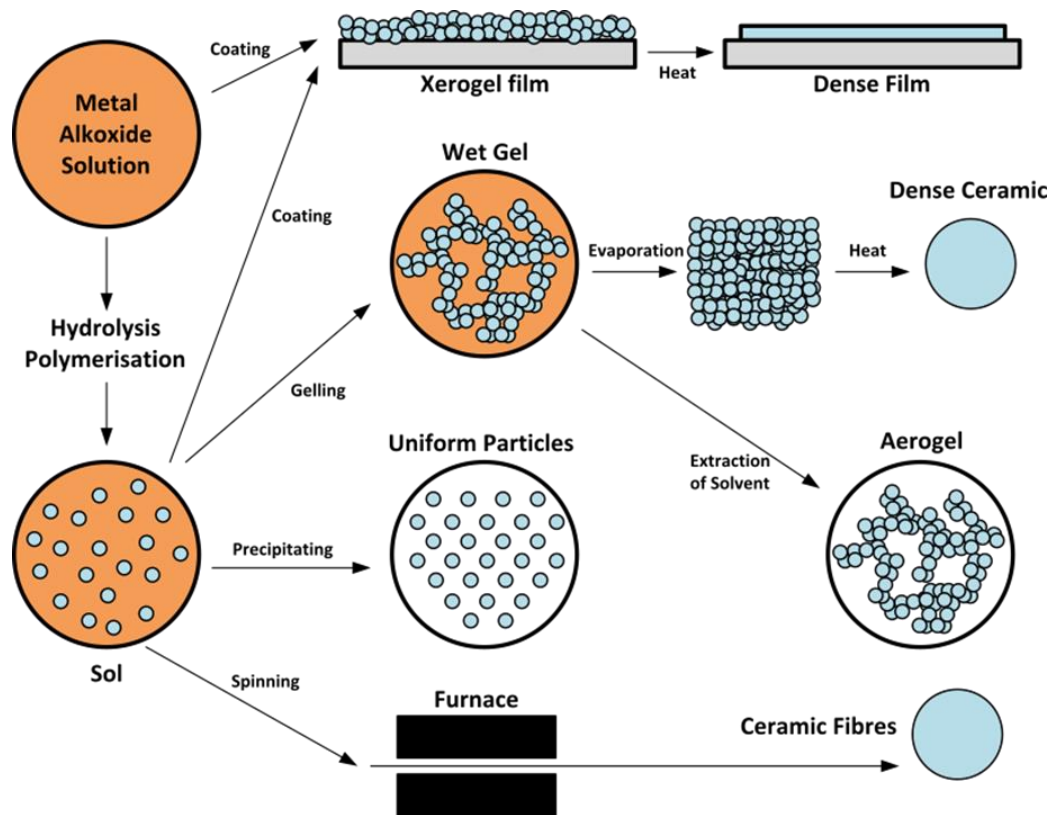 Coating
Xerogel film
Heat
Dense Film
Metal
Alkoxide
Solution
Wet Gel
Dense Ceramic
Coating
Evaporation
Heat
Hydrolysis
Polymerisation
Gelling
Uniform Particles
Aerogel
Extraction
of Solvent
Precipitating
Sol
Spinning
Furnace
Ceramic Fibres